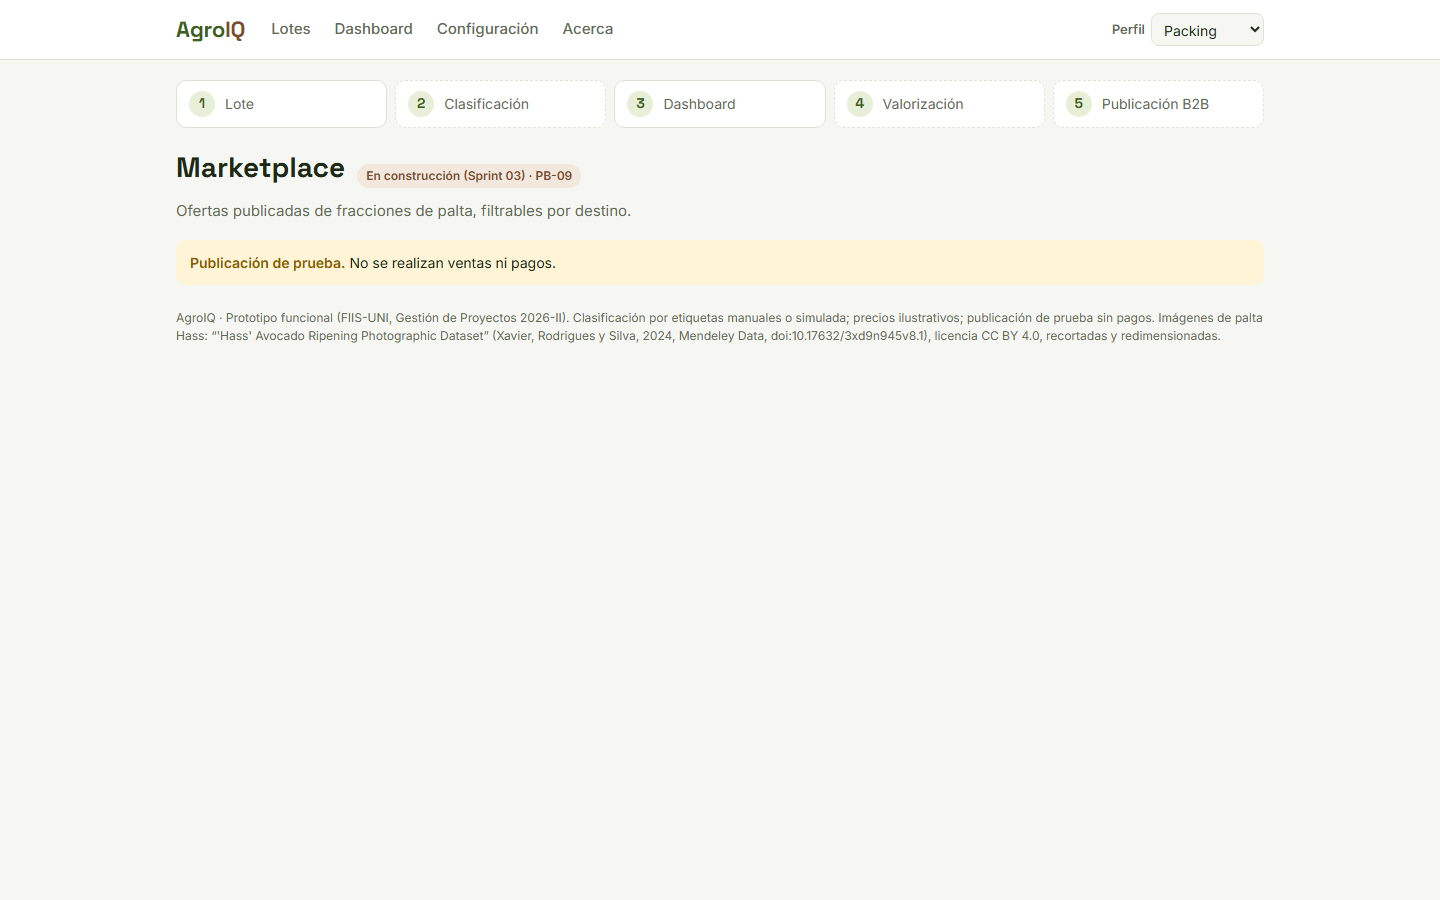 AgroIQ Lotes Dashboard Configuración Acerca Perfil Packing
1 Lote 2 Clasificación 3 Dashboard 4 Valorización 5 Publicación B2B
Marketplace En construcción (Sprint 03) · PB-09
Ofertas publicadas de fracciones de palta, filtrables por destino.
Publicación de prueba. No se realizan ventas ni pagos.
AgroIQ · Prototipo funcional (FIIS-UNI, Gestión de Proyectos 2026-II). Clasificación por etiquetas manuales o simulada; precios ilustrativos; publicación de prueba sin pagos. Imágenes de palta
Hass: “'Hass' Avocado Ripening Photographic Dataset” (Xavier, Rodrigues y Silva, 2024, Mendeley Data, doi:10.17632/3xd9n945v8.1), licencia CC BY 4.0, recortadas y redimensionadas.